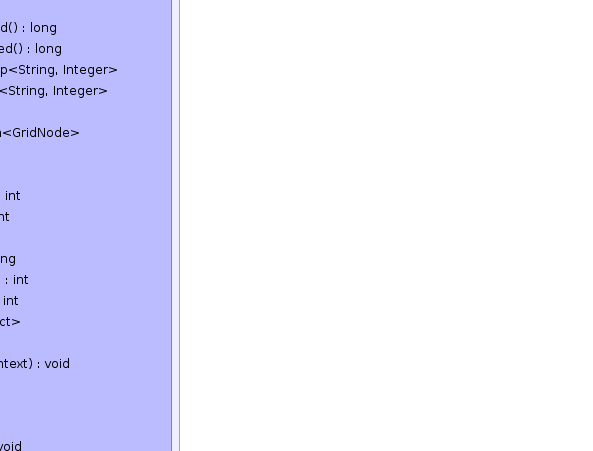 d() : long
ed() : long
p<String, Integer>
<String, Integer>
<GridNode>
int
nt
ng
: int
int
ct>
ntext) : void
void